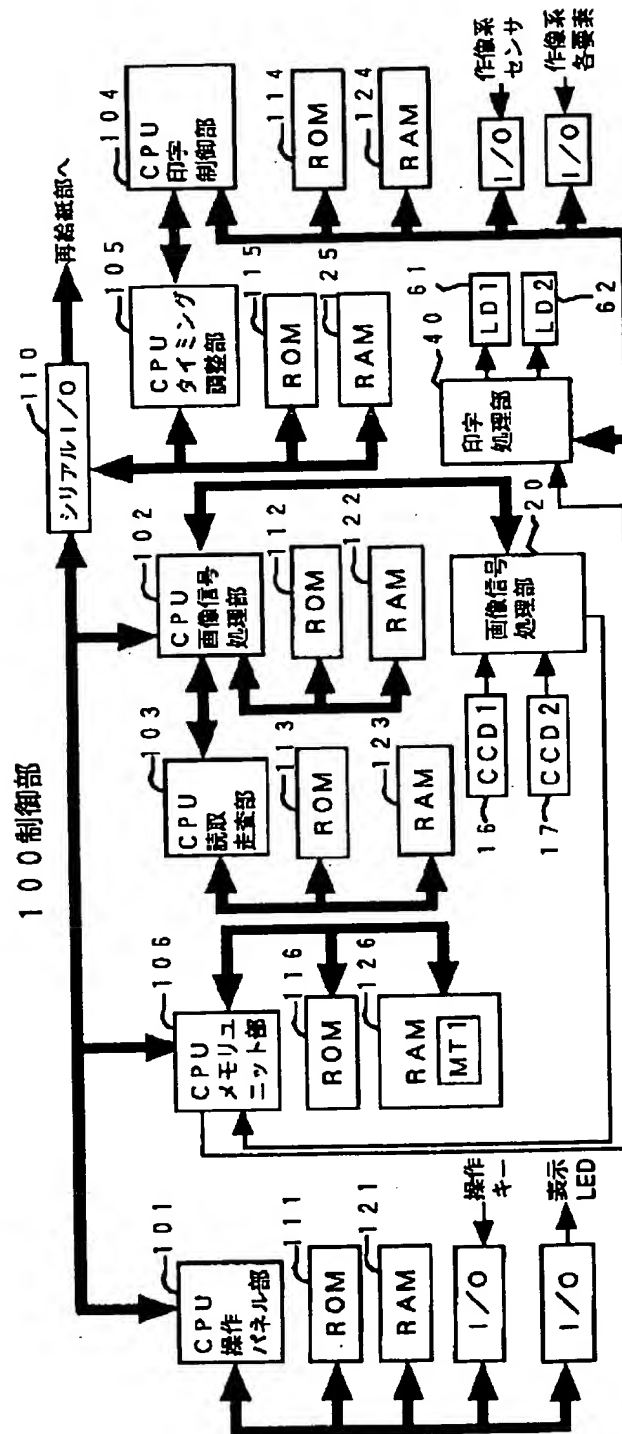 100制御部
110
シリアルI/O
再給紙部へ
101
CPU
操作
パネル部
111
ROM
121
RAM
I/O
操作
キー
I/O
表示
LED
106
CPU
メモリユ
ニット部
116
ROM
126
RAM
MT1
103
CPU
読取
走査部
113
ROM
123
RAM
102
CPU
画像信号
処理部
112
ROM
122
RAM
16
CCD1
17
CCD2
画像信号
処理部
20
105
CPU
タイミング
調整部
115
ROM
125
RAM
40
印字
処理部
61
LD1
LD2
62
104
CPU
印字
制御部
114
ROM
124
RAM
I/O
作像系
センサ
I/O
作像系
各要素